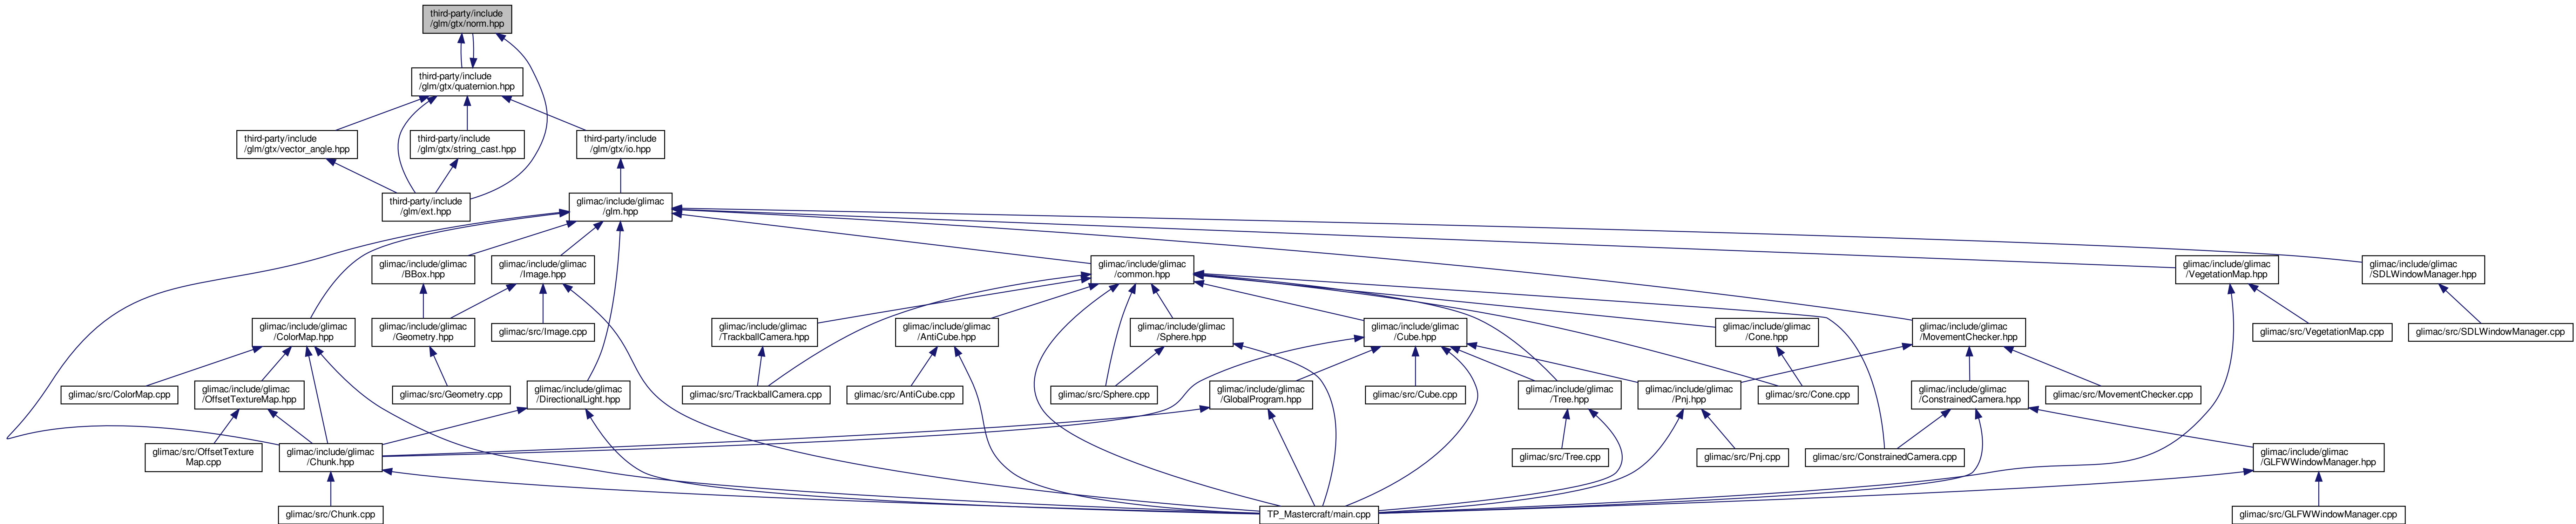 third-party/include
/glm/gtx/norm.hpp
third-party/include
/glm/gtx/quaternion.hpp
third-party/include
/glm/gtx/vector_angle.hpp
third-party/include
/glm/gtx/string_cast.hpp
third-party/include
/glm/gtx/io.hpp
third-party/include
/glm/ext.hpp
glimac/include/glimac
/glm.hpp
glimac/include/glimac
/BBox.hpp
glimac/include/glimac
/Image.hpp
glimac/include/glimac
/common.hpp
glimac/include/glimac
/VegetationMap.hpp
glimac/include/glimac
/SDLWindowManager.hpp
glimac/include/glimac
/ColorMap.hpp
glimac/include/glimac
/Geometry.hpp
glimac/src/Image.cpp
glimac/include/glimac
/TrackballCamera.hpp
glimac/include/glimac
/AntiCube.hpp
glimac/include/glimac
/Sphere.hpp
glimac/include/glimac
/Cube.hpp
glimac/include/glimac
/Cone.hpp
glimac/include/glimac
/MovementChecker.hpp
glimac/src/VegetationMap.cpp
glimac/src/SDLWindowManager.cpp
glimac/src/ColorMap.cpp
glimac/include/glimac
/OffsetTextureMap.hpp
glimac/src/Geometry.cpp
glimac/include/glimac
/DirectionalLight.hpp
glimac/src/TrackballCamera.cpp
glimac/src/AntiCube.cpp
glimac/src/Sphere.cpp
glimac/include/glimac
/GlobalProgram.hpp
glimac/src/Cube.cpp
glimac/include/glimac
/Tree.hpp
glimac/include/glimac
/Pnj.hpp
glimac/src/Cone.cpp
glimac/include/glimac
/ConstrainedCamera.hpp
glimac/src/MovementChecker.cpp
glimac/src/OffsetTexture
Map.cpp
glimac/include/glimac
/Chunk.hpp
glimac/src/Tree.cpp
glimac/src/Pnj.cpp
glimac/src/ConstrainedCamera.cpp
glimac/include/glimac
/GLFWWindowManager.hpp
glimac/src/Chunk.cpp
TP_Mastercraft/main.cpp
glimac/src/GLFWWindowManager.cpp